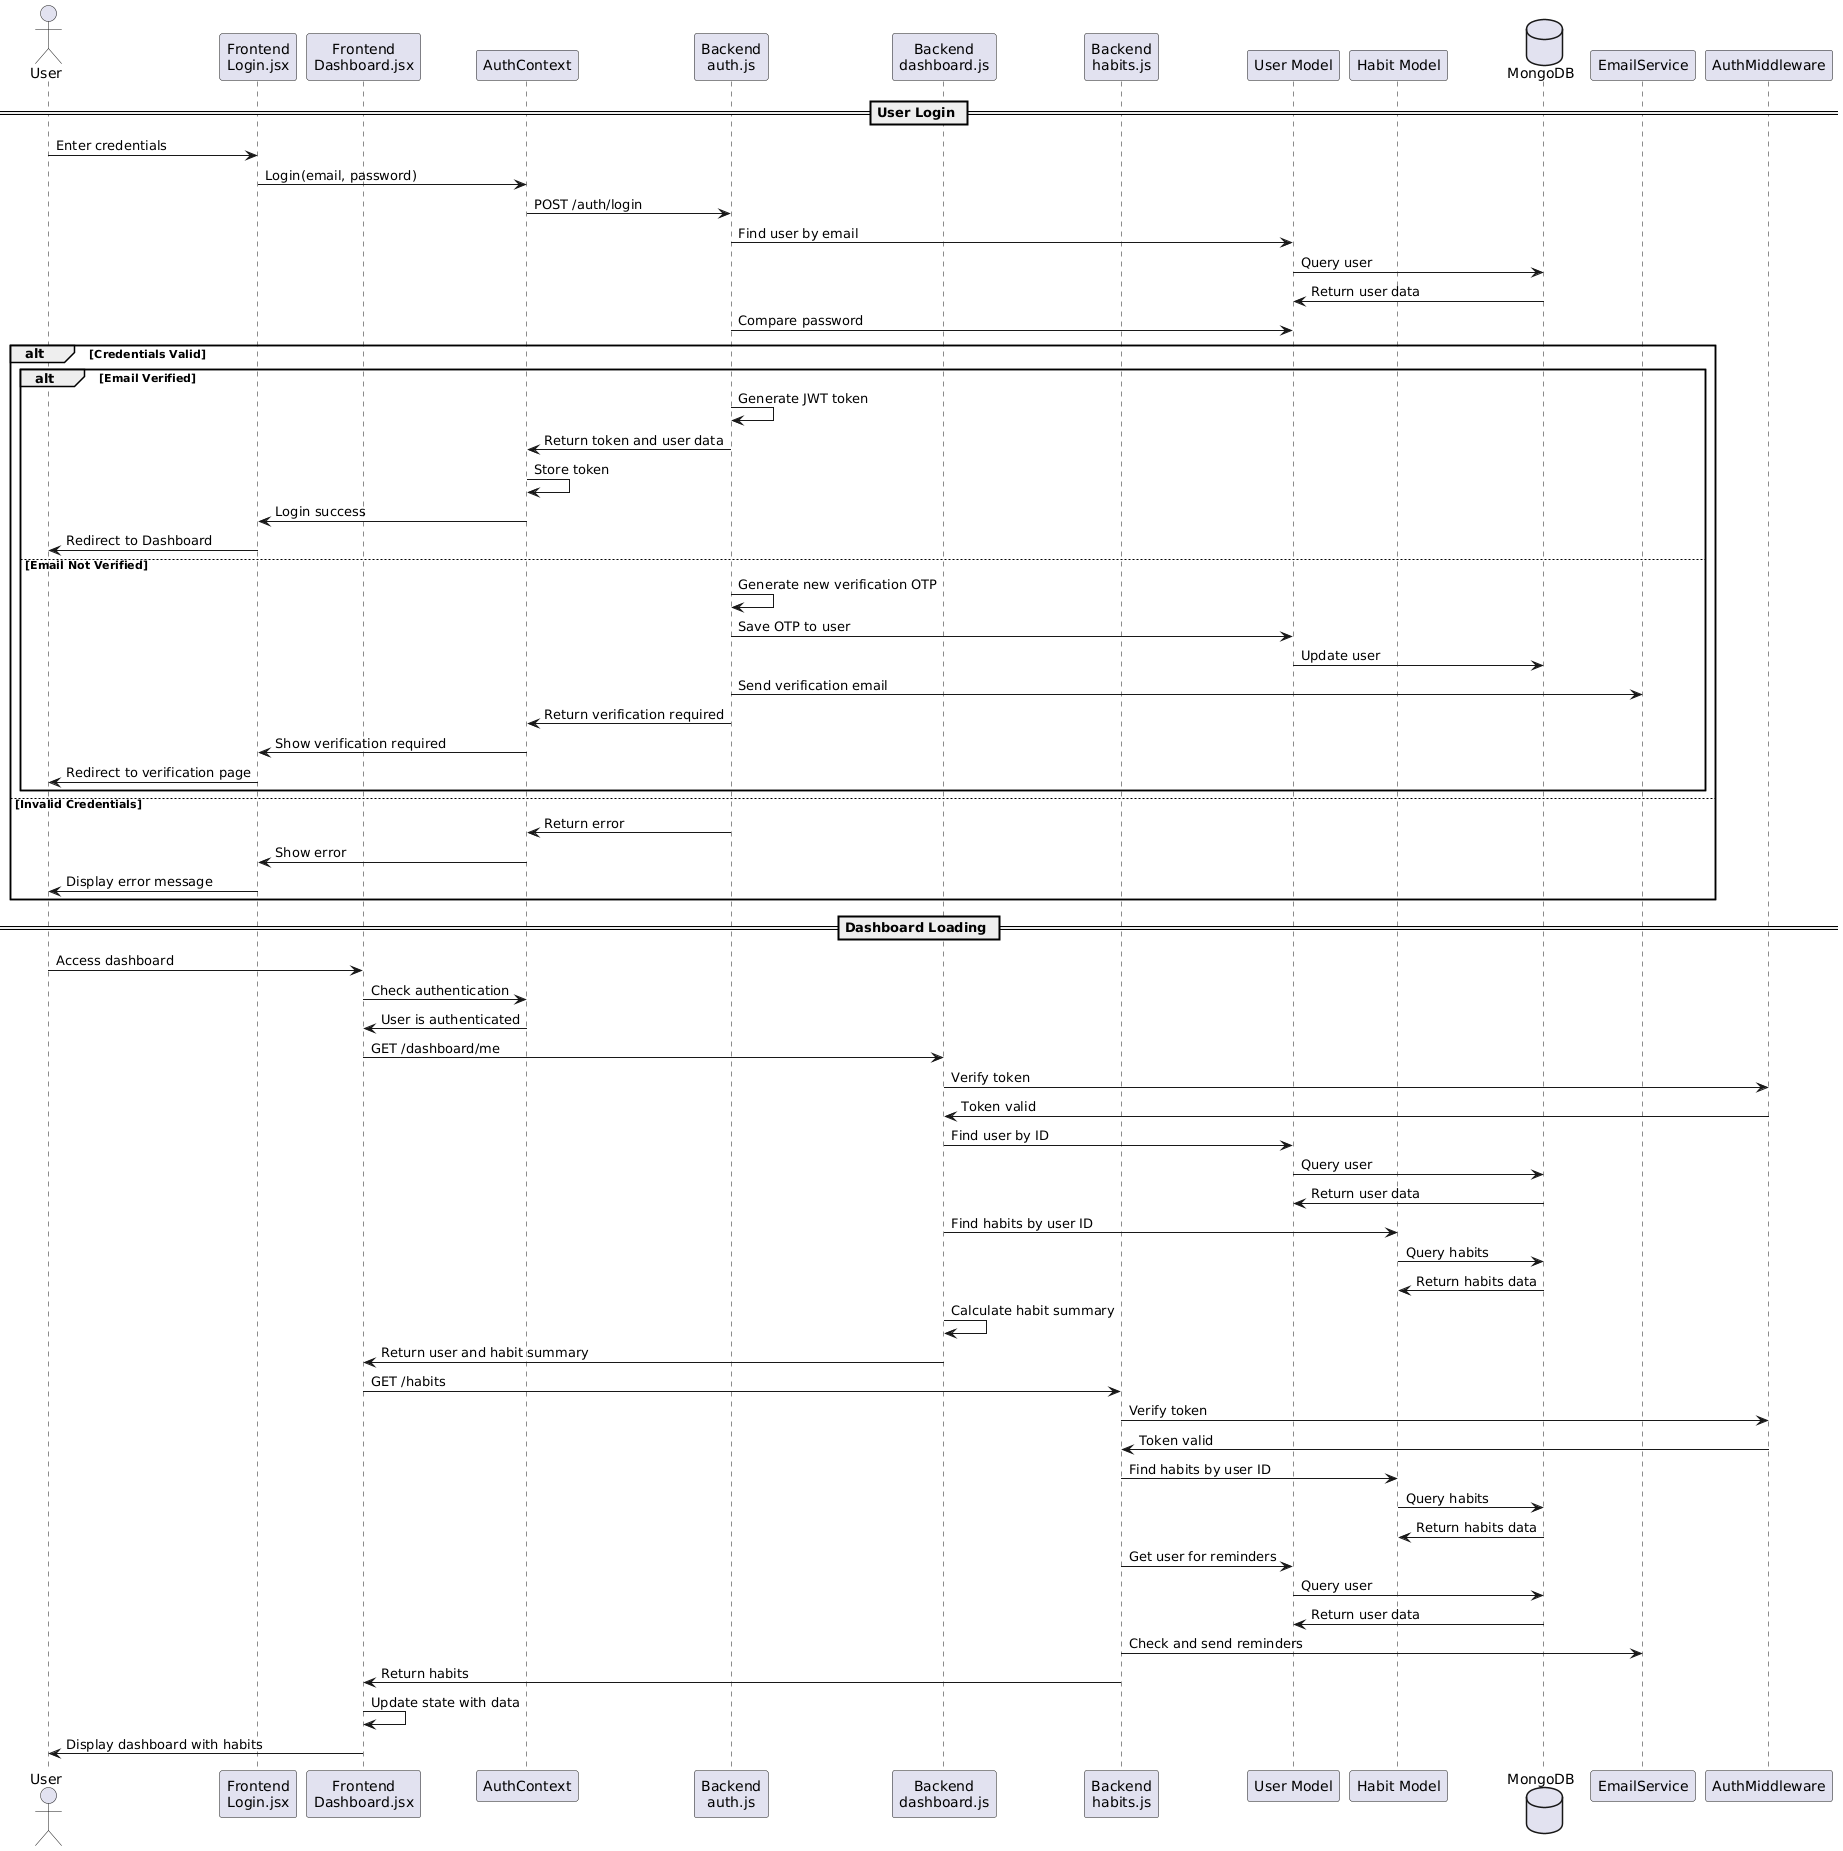 User
Frontend
Login.jsx
Frontend
Dashboard.jsx
AuthContext
Backend
auth.js
Backend
dashboard.js
Backend
habits.js
User Model
Habit Model
MongoDB
EmailService
AuthMiddleware
User Login
Enter credentials
Login(email, password)
POST /auth/login
Find user by email
Query user
Return user data
Compare password
alt [Credentials Valid]
alt [Email Verified]
Generate JWT token
Return token and user data
Store token
Login success
Redirect to Dashboard
[Email Not Verified]
Generate new verification OTP
Save OTP to user
Update user
Send verification email
Return verification required
Show verification required
Redirect to verification page
[Invalid Credentials]
Return error
Show error
Display error message
Dashboard Loading
Access dashboard
Check authentication
User is authenticated
GET /dashboard/me
Verify token
Token valid
Find user by ID
Query user
Return user data
Find habits by user ID
Query habits
Return habits data
Calculate habit summary
Return user and habit summary
GET /habits
Verify token
Token valid
Find habits by user ID
Query habits
Return habits data
Get user for reminders
Query user
Return user data
Check and send reminders
Return habits
Update state with data
Display dashboard with habits
User
Frontend
Login.jsx
Frontend
Dashboard.jsx
AuthContext
Backend
auth.js
Backend
dashboard.js
Backend
habits.js
User Model
Habit Model
MongoDB
EmailService
AuthMiddleware